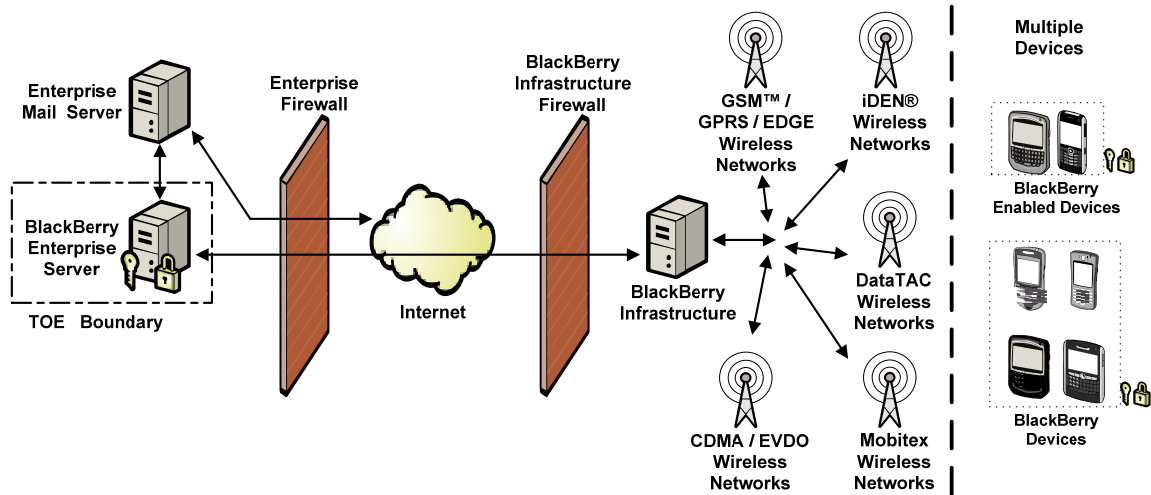 Enterprise
Mail Server
BlackBerry
Enterprise
Server
TOE Boundary
Enterprise
Firewall
Internet
BlackBerry
Infrastructure
Firewall
BlackBerry
Infrastructure
GSM™ /
GPRS / EDGE
Wireless
Networks
iDEN®
Wireless
Networks
DataTAC
Wireless
Networks
CDMA / EVDO
Wireless
Networks
Mobitex
Wireless
Networks
Multiple
Devices
BlackBerry
Enabled Devices
BlackBerry
Devices